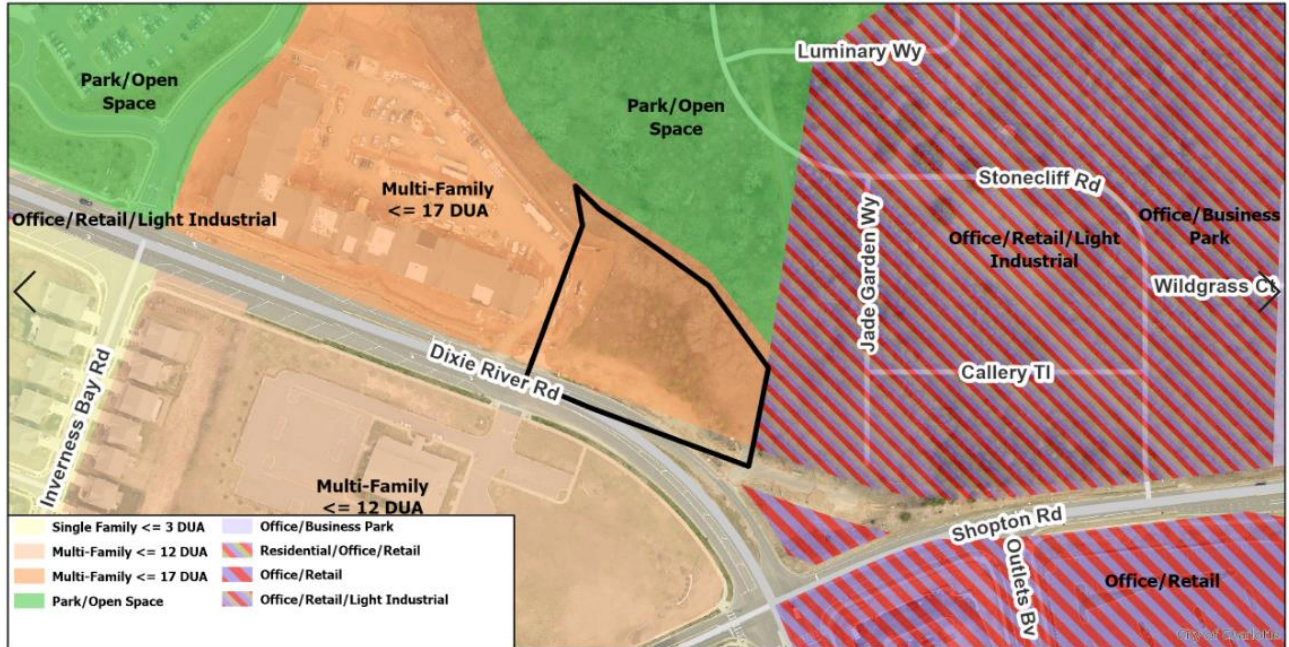 Luminary Wy
Park/Open
Space
Park/Open
Space
Stonecliff Rd
Multi-Family
<= 17 DUA
Office/Retail/Light Industrial
Office/Business
Park
Jade Garden Wy
Office/Retail/Light
Industrial
Wildgrass Ct
Dixie River Rd
Callery Tl
Inverness Bay Rd
Multi-Family
<= 12 DUA
Shopton Rd
Outlets Bv
Office/Retail
Single Family <= 3 DUA
Multi-Family <= 12 DUA
Multi-Family <= 17 DUA
Park/Open Space
Office/Business Park
Residential/Office/Retail
Office/Retail
Office/Retail/Light Industrial
City of Charlotte